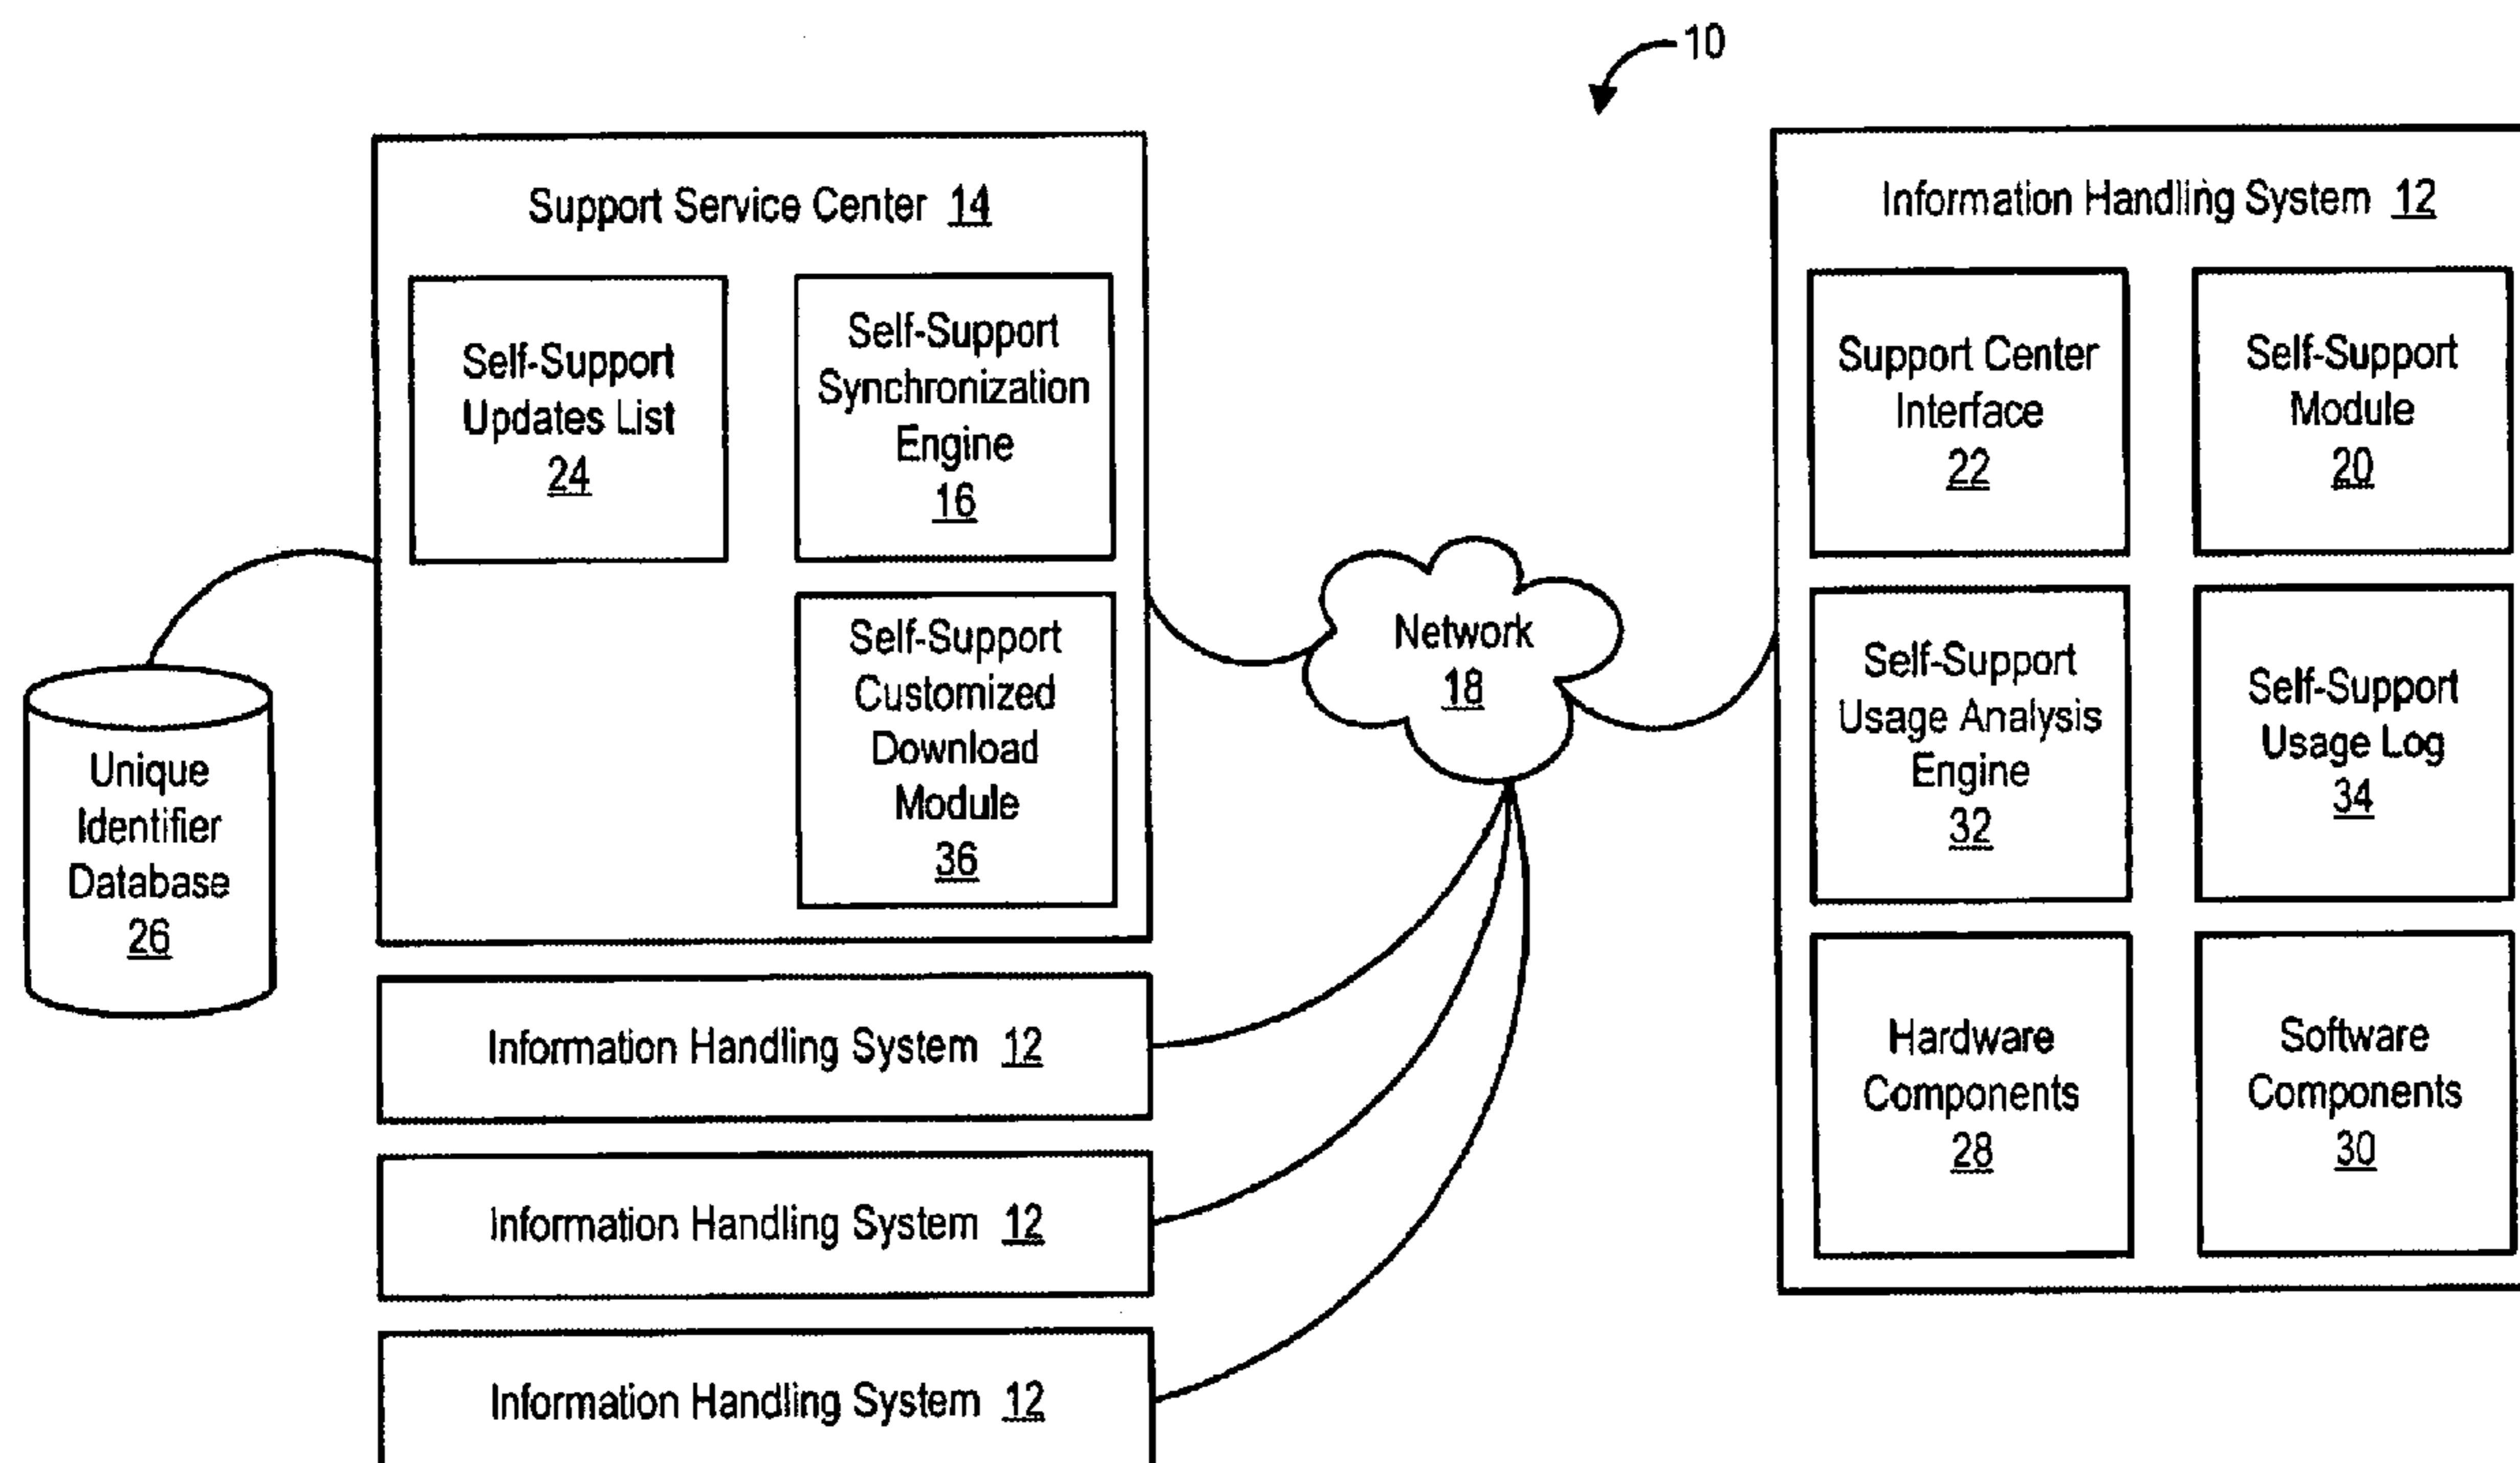 10
Support Service Center 14
Self-Support
Updates List
24
Self-Support
Synchronization
Engine
16
Self-Support
Customized
Download
Module
36
Unique
Identifier
Database
26
Network
18
Information Handling System 12
Support Center
Interface
22
Self-Support
Module
20
Self-Support
Usage Analysis
Engine
32
Self-Support
Usage Log
34
Hardware
Components
28
Software
Components
30
Information Handling System 12
Information Handling System 12
Information Handling System 12